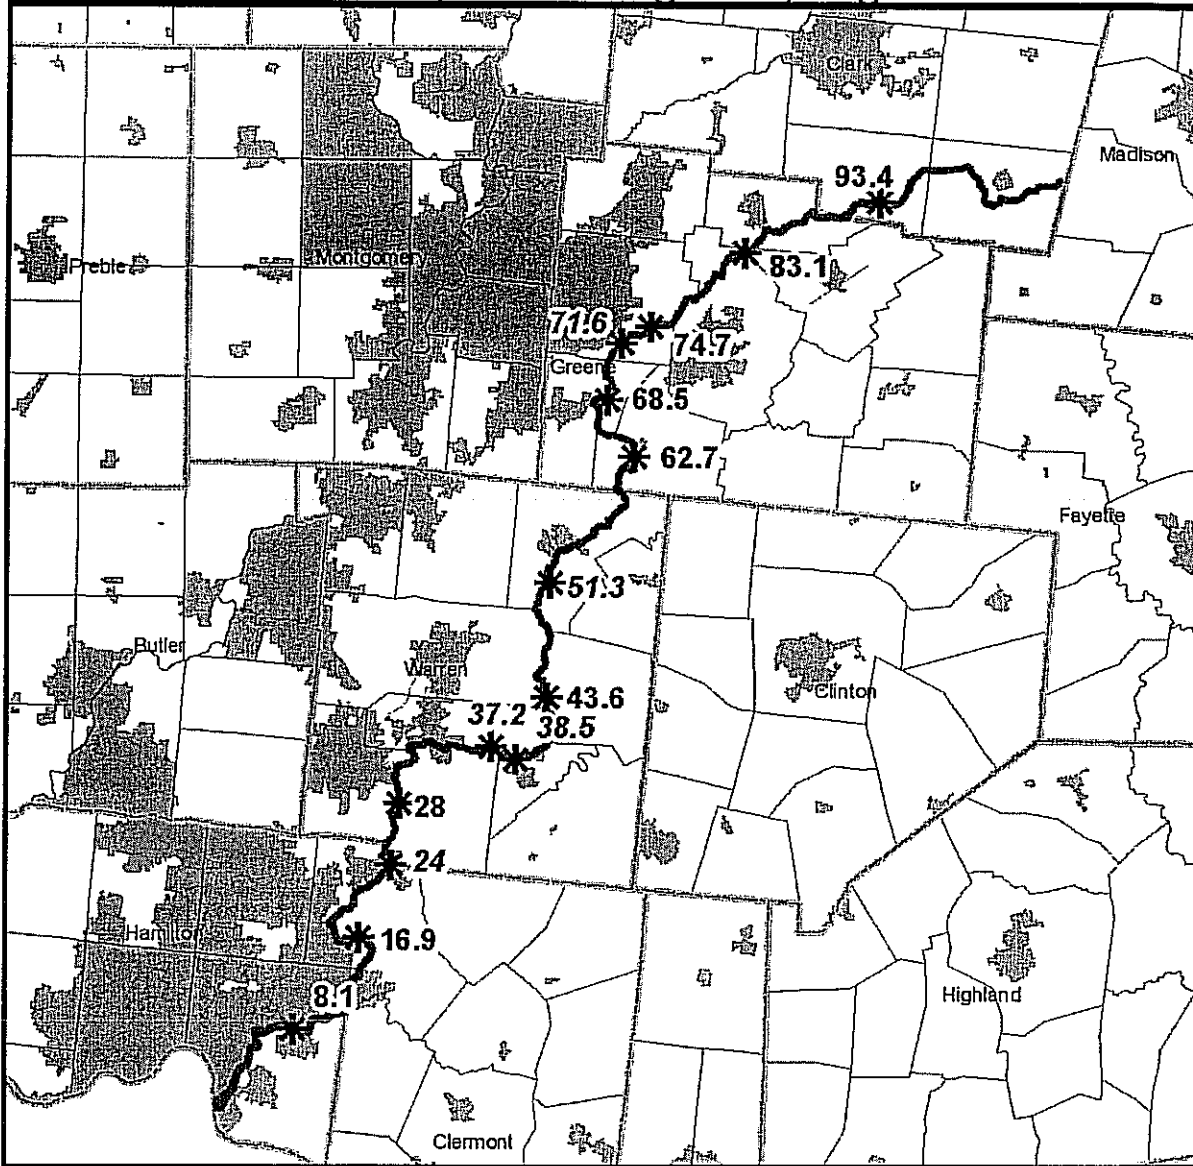 Clark
Madison
93.4
Preble
Montgomery
83.1
71.6
74.7
Greene
68.5
62.7
Fayette
51.3
Butler
Warren
Clinton
43.6
37.2
38.5
28
24
Hamilton
16.9
8.1
Highland
Clermont